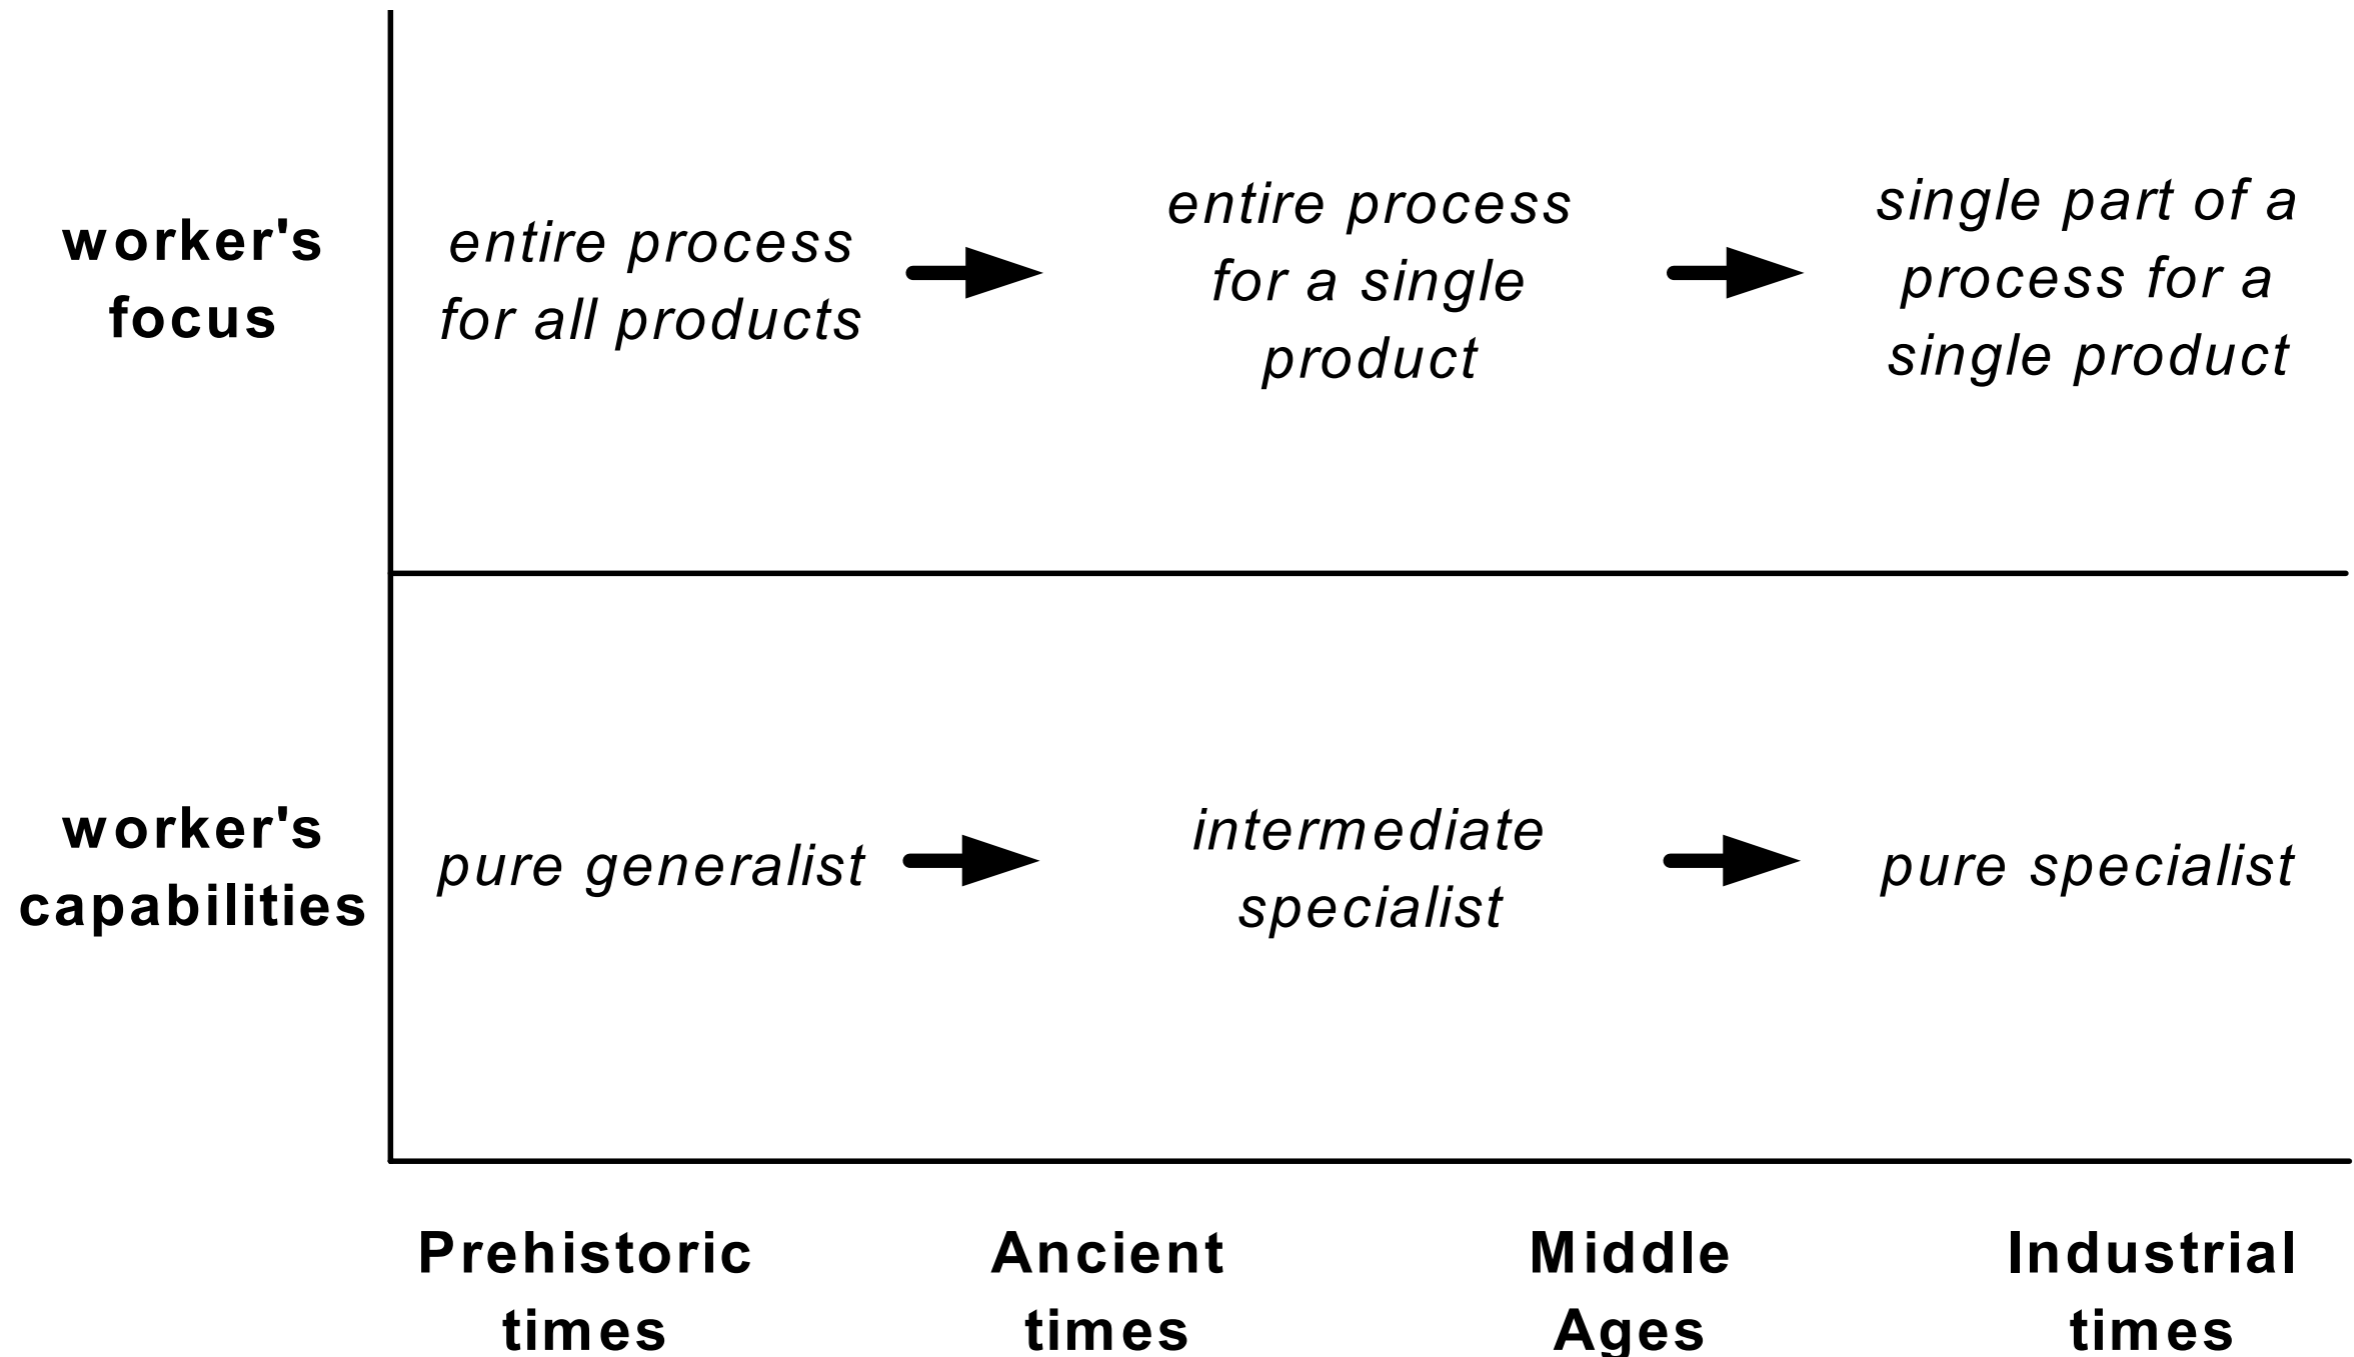 worker's
focus
entire process
for all products
entire process
for a single
product
single part of a
process for a
single product
worker's
capabilities
pure generalist
intermediate
specialist
pure specialist
Prehistoric
times
Ancient
times
Middle
Ages
Industrial
times